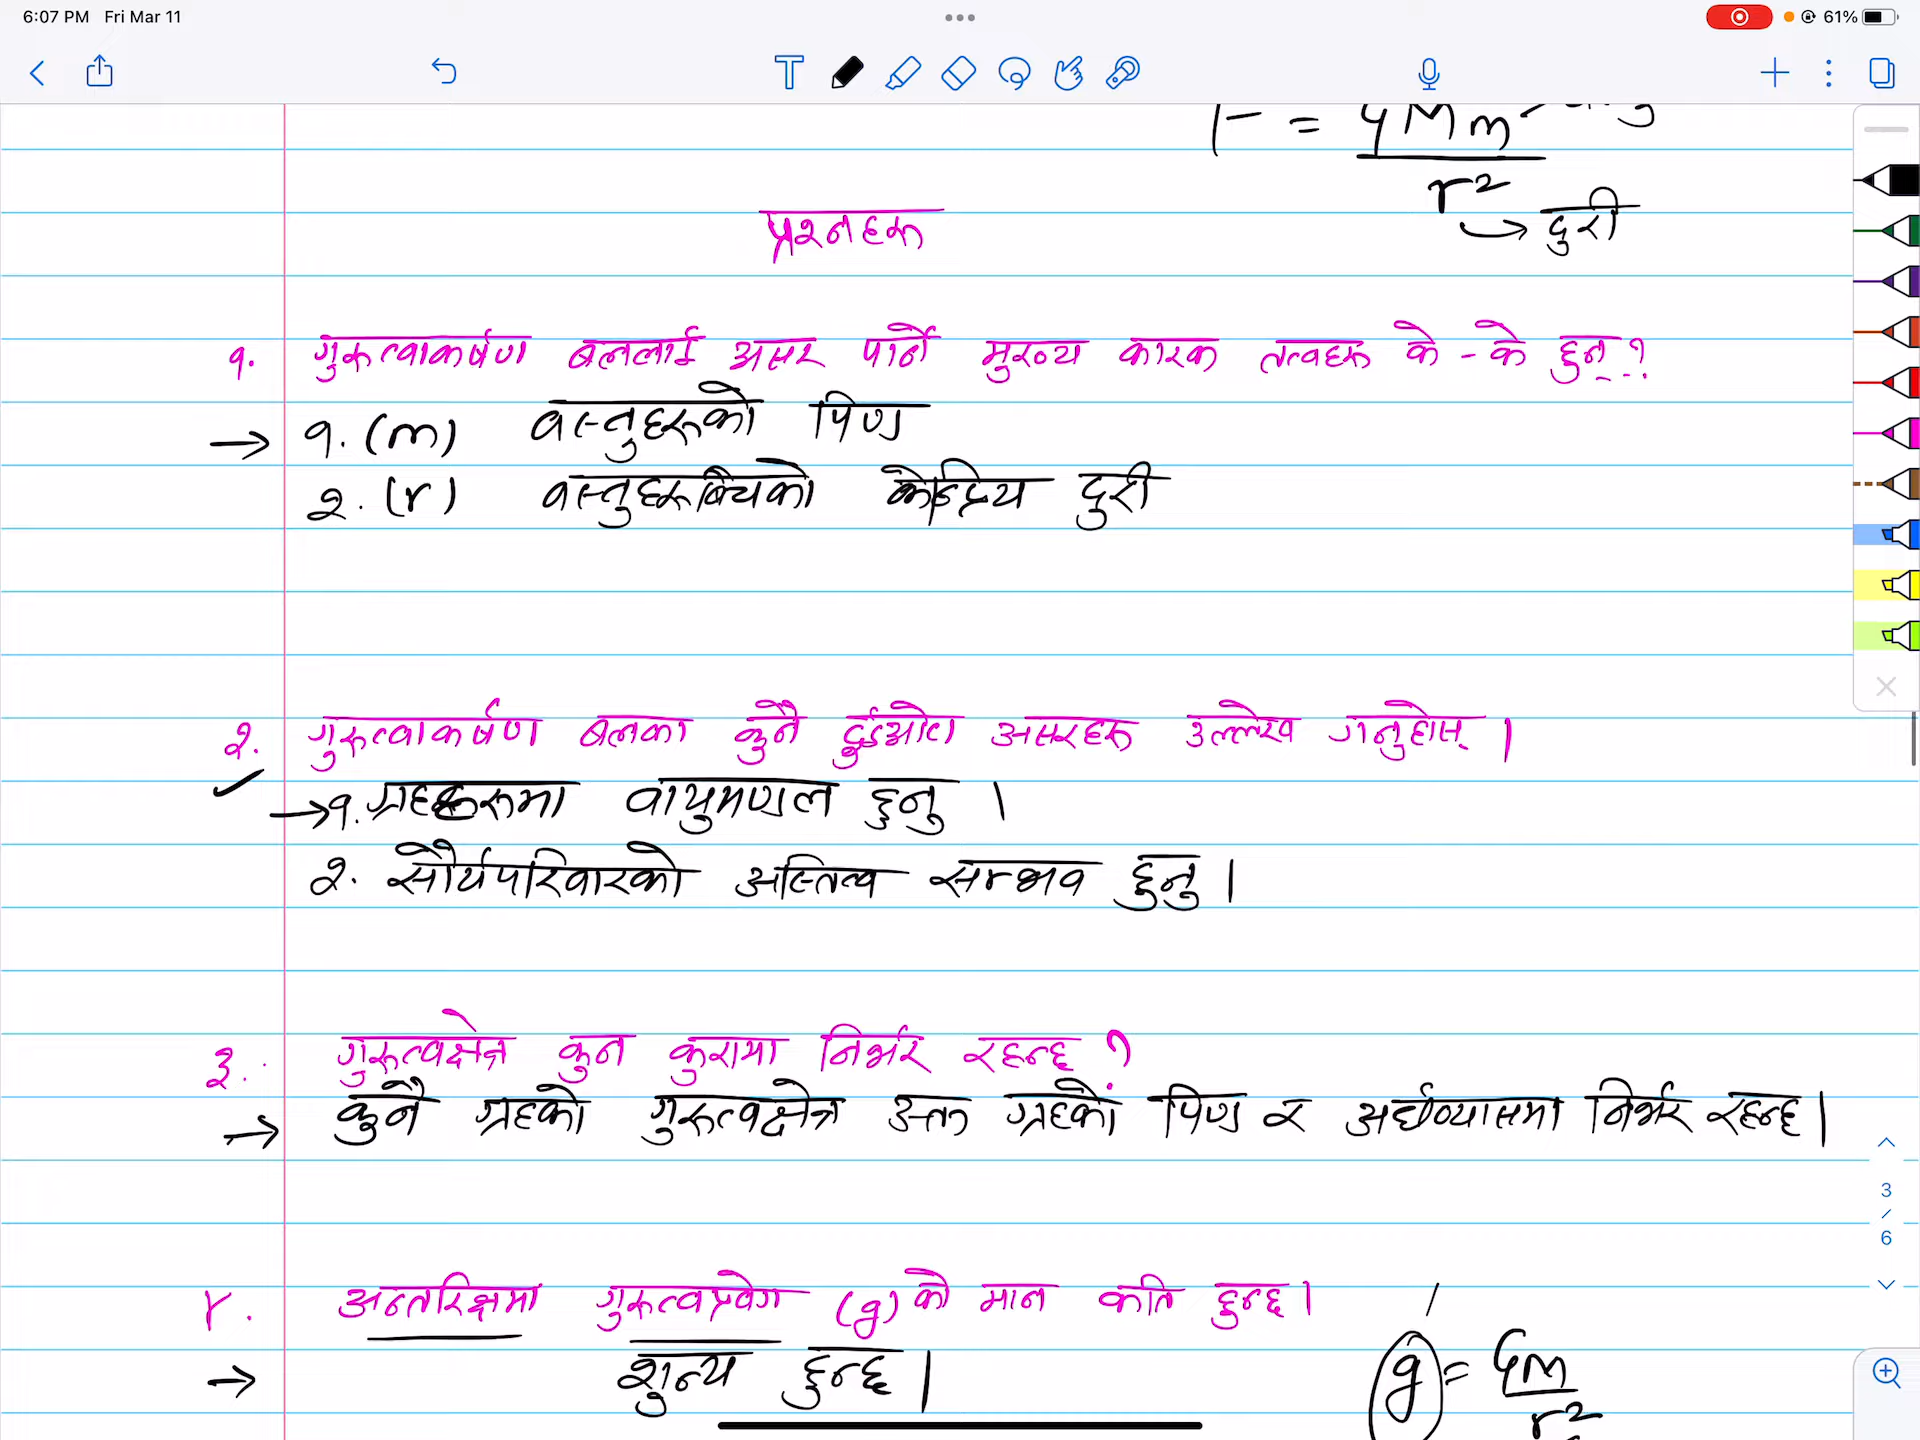 6:07 PM Fri Mar 11
61%
F = GMm
r²
→ दुरी
प्रश्नहरू
१. गुरुत्वाकर्षण बललाई असर पार्ने मुख्य कारक तत्वहरू के - के हुन् ?
→ १. (m) वस्तुहरूको पिण्ड
२. (r) वस्तुहरूबिचको केन्द्रिय दुरी
२. गुरुत्वाकर्षण बलका कुनै दुईओटा असरहरू उल्लेख गर्नुहोस् ।
→ १. ग्रहहरूमा वायुमण्डल हुनु ।
२. सौर्यपरिवारको अस्तित्व सम्भव हुनु ।
३. गुरुत्वक्षेत्र कुन कुरामा निर्भर रहन्छ ?
→ कुनै ग्रहको गुरुत्वक्षेत्र उक्त ग्रहको पिण्ड र अर्धव्यासमा निर्भर रहन्छ ।
४. अन्तरिक्षमा गुरुत्वप्रवेग (g) को मान कति हुन्छ ।
→ शुन्य हुन्छ ।
g = Gm
r²
3
/
6